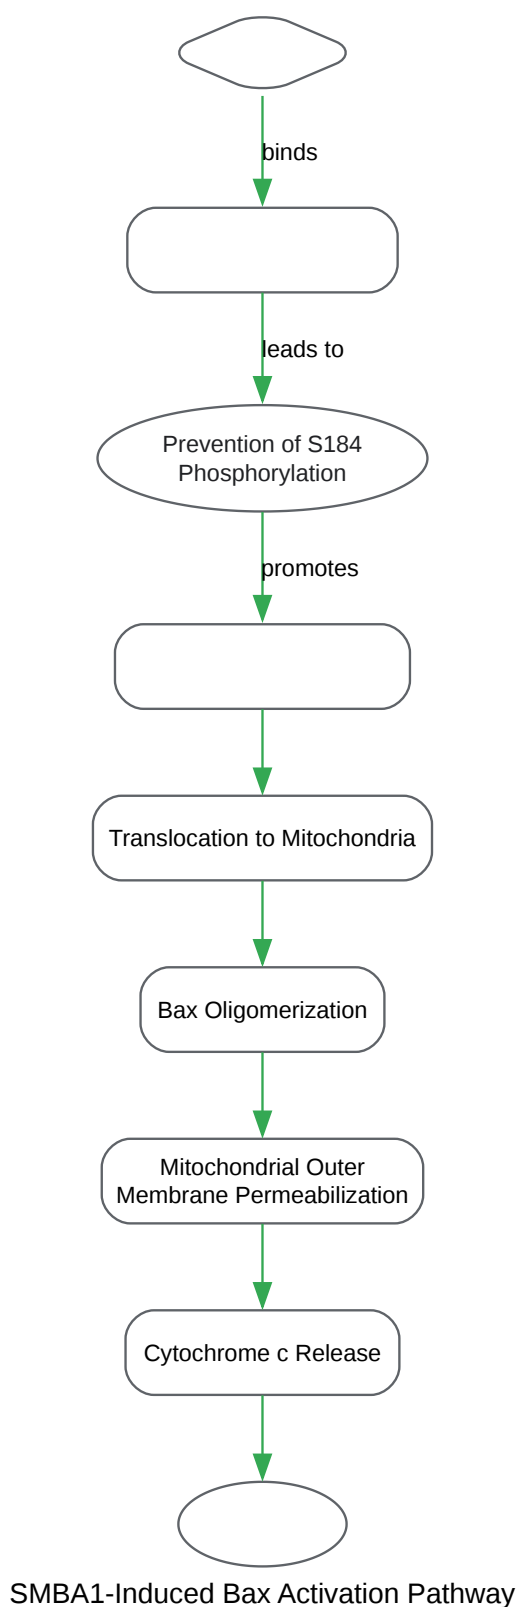 binds
leads to
Prevention of S184
Phosphorylation
promotes
Translocation to Mitochondria
Bax Oligomerization
Mitochondrial Outer
Membrane Permeabilization
Cytochrome c Release
SMBA1-Induced Bax Activation Pathway